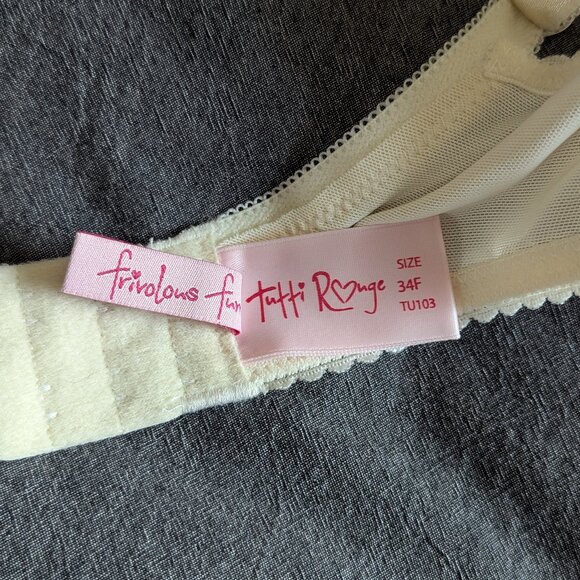 frivolous fun
tutti Rouge
SIZE
34F
TU103